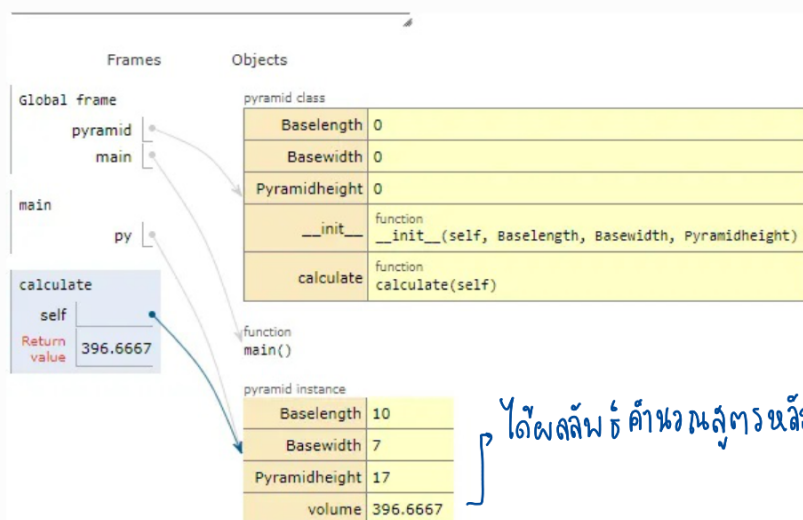 Frames Objects
Global frame
pyramid
main
main
py
calculate
self
Return value 396.6667
pyramid class
Baselength 0
Basewidth 0
Pyramidheight 0
__init__ function
__init__(self, Baselength, Basewidth, Pyramidheight)
calculate function
calculate(self)
function
main()
pyramid instance
Baselength 10
Basewidth 7
Pyramidheight 17
volume 396.6667
ได้ผลลัพธ์ คำนวณสูตร